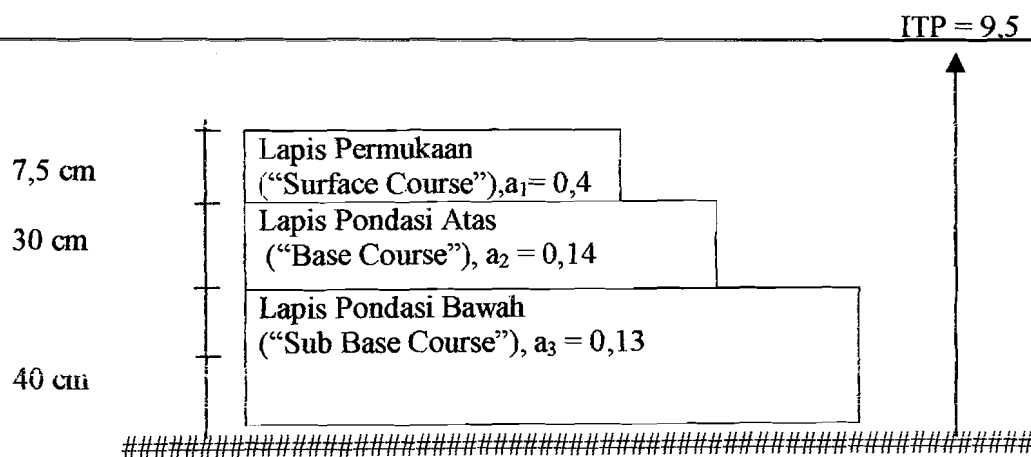 ITP = 9,5
7,5 cm
Lapis Permukaan
(“Surface Course”),a₁= 0,4
30 cm
Lapis Pondasi Atas
(“Base Course”), a₂ = 0,14
Lapis Pondasi Bawah
(“Sub Base Course”), a₃ = 0,13
40 cm